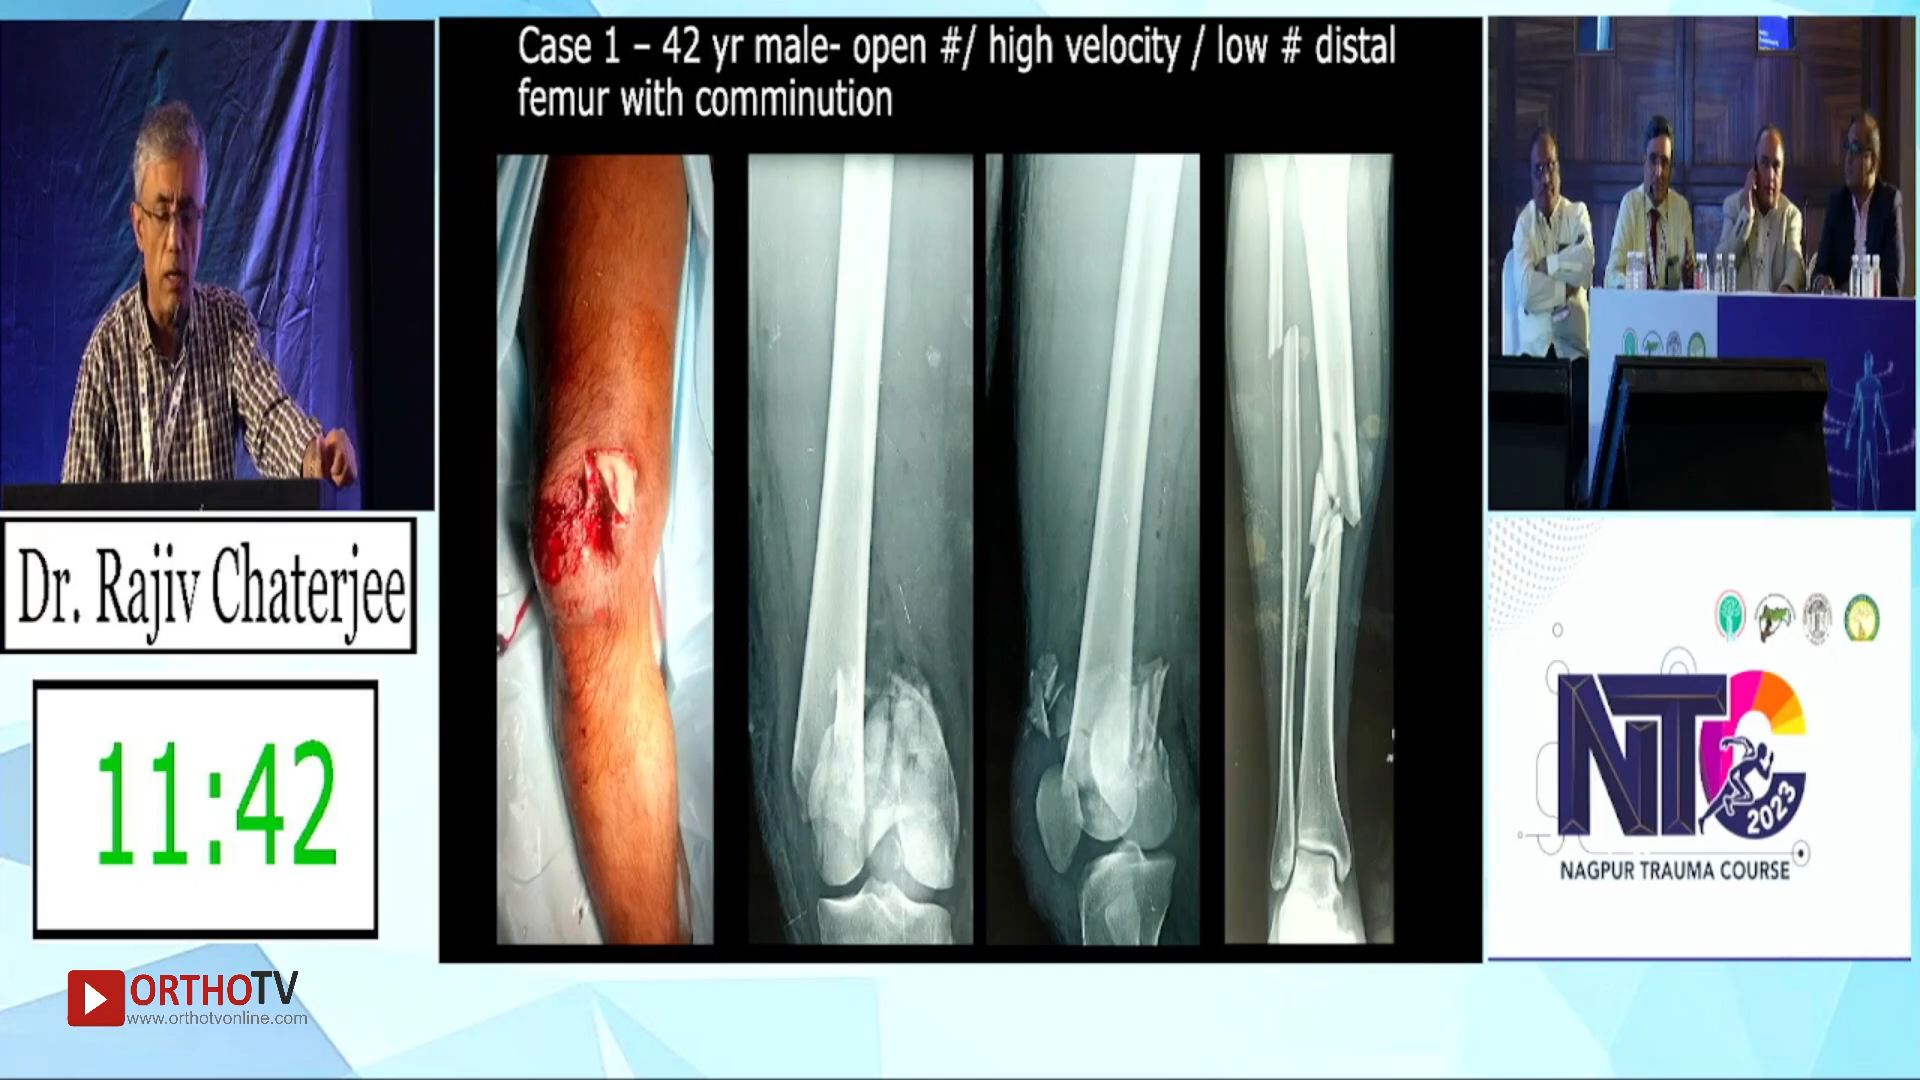 Case 1 – 42 yr male- open #/ high velocity / low # distal
femur with comminution
Dr. Rajiv Chaterjee
11:42
ORTHOTV
www.orthotvonline.com
NTC
2023
NAGPUR TRAUMA COURSE